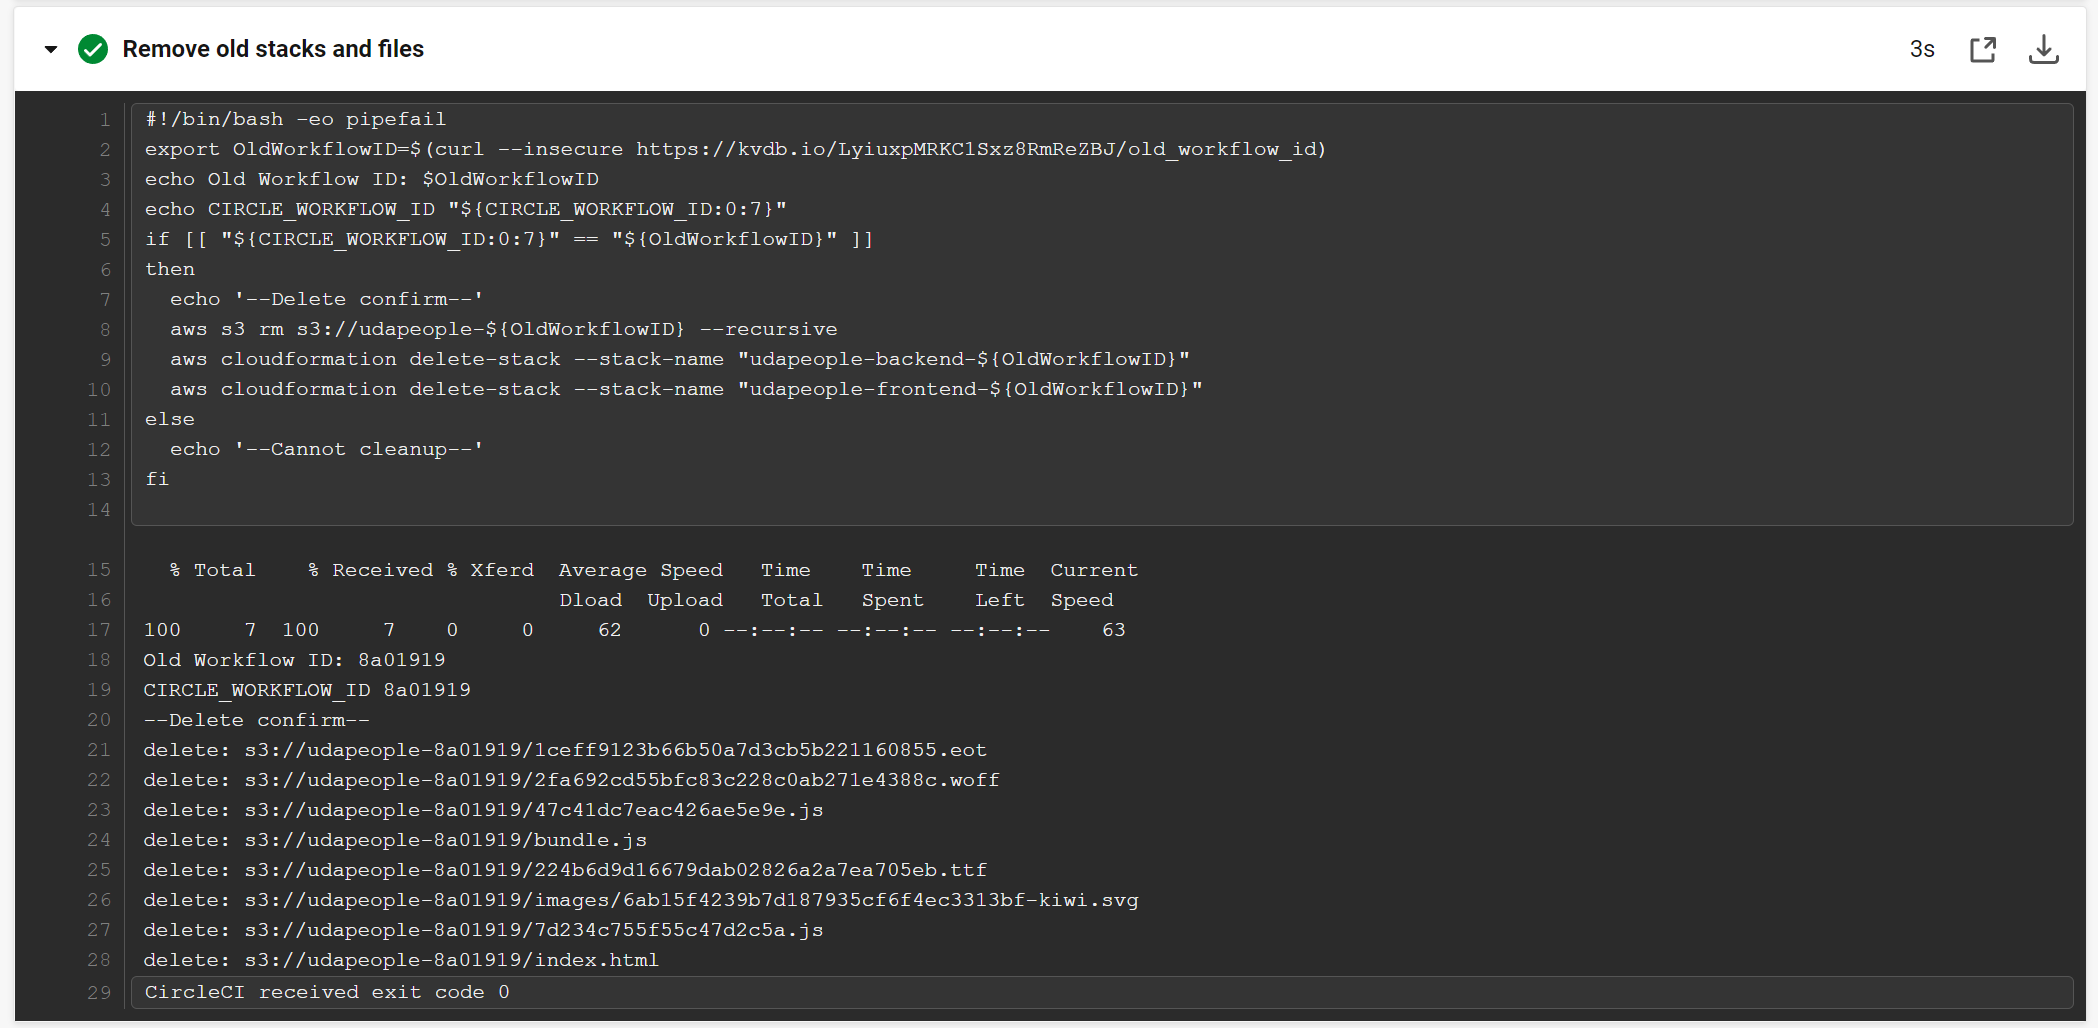 Remove old stacks and files 3s
1 #!/bin/bash -eo pipefail
2 export OldWorkflowID=$(curl --insecure https://kvdb.io/LyiuxpMRKC1Sxz8RmReZBJ/old_workflow_id)
3 echo Old Workflow ID: $OldWorkflowID
4 echo CIRCLE_WORKFLOW_ID "${CIRCLE_WORKFLOW_ID:0:7}"
5 if [[ "${CIRCLE_WORKFLOW_ID:0:7}" == "${OldWorkflowID}" ]]
6 then
7   echo '--Delete confirm--'
8   aws s3 rm s3://udapeople-${OldWorkflowID} --recursive
9   aws cloudformation delete-stack --stack-name "udapeople-backend-${OldWorkflowID}"
10   aws cloudformation delete-stack --stack-name "udapeople-frontend-${OldWorkflowID}"
11 else
12   echo '--Cannot cleanup--'
13 fi
14
15   % Total    % Received % Xferd  Average Speed   Time    Time     Time  Current
16                                  Dload  Upload   Total   Spent    Left  Speed
17 100     7  100     7    0     0     62      0 --:--:-- --:--:-- --:--:--    63
18 Old Workflow ID: 8a01919
19 CIRCLE_WORKFLOW_ID 8a01919
20 --Delete confirm--
21 delete: s3://udapeople-8a01919/1ceff9123b66b50a7d3cb5b221160855.eot
22 delete: s3://udapeople-8a01919/2fa692cd55bfc83c228c0ab271e4388c.woff
23 delete: s3://udapeople-8a01919/47c41dc7eac426ae5e9e.js
24 delete: s3://udapeople-8a01919/bundle.js
25 delete: s3://udapeople-8a01919/224b6d9d16679dab02826a2a7ea705eb.ttf
26 delete: s3://udapeople-8a01919/images/6ab15f4239b7d187935cf6f4ec3313bf-kiwi.svg
27 delete: s3://udapeople-8a01919/7d234c755f55c47d2c5a.js
28 delete: s3://udapeople-8a01919/index.html
29 CircleCI received exit code 0